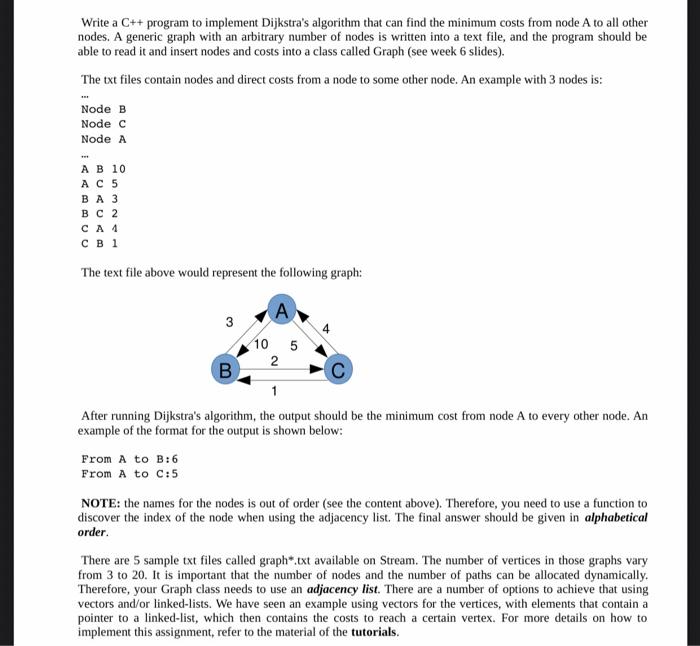 Write a C++ program to implement Dijkstra's algorithm that can find the minimum costs from node A to all other
nodes. A generic graph with an arbitrary number of nodes is written into a text file, and the program should be
able to read it and insert nodes and costs into a class called Graph (see week 6 slides).
The txt files contain nodes and direct costs from a node to some other node. An example with 3 nodes is:
...
Node B
Node C
Node A
...
A B 10
A C 5
B A 3
B C 2
C A 4
C B 1
The text file above would represent the following graph:
A
3
4
10 5
2
B
C
1
After running Dijkstra's algorithm, the output should be the minimum cost from node A to every other node. An
example of the format for the output is shown below:
From A to B:6
From A to C:5
NOTE: the names for the nodes is out of order (see the content above). Therefore, you need to use a function to
discover the index of the node when using the adjacency list. The final answer should be given in alphabetical
order.
There are 5 sample txt files called graph*.txt available on Stream. The number of vertices in those graphs vary
from 3 to 20. It is important that the number of nodes and the number of paths can be allocated dynamically.
Therefore, your Graph class needs to use an adjacency list. There are a number of options to achieve that using
vectors and/or linked-lists. We have seen an example using vectors for the vertices, with elements that contain a
pointer to a linked-list, which then contains the costs to reach a certain vertex. For more details on how to
implement this assignment, refer to the material of the tutorials.